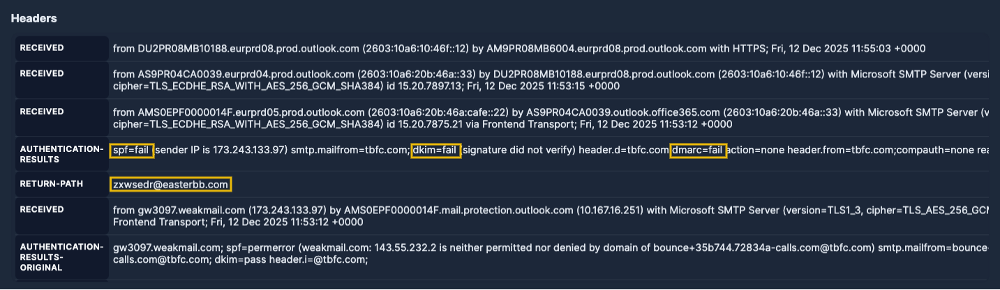 Headers
RECEIVED
from DU2PR08MB10188.eurprd08.prod.outlook.com (2603:10a6:10:46f::12) by AM9PR08MB6004.eurprd08.prod.outlook.com with HTTPS; Fri, 12 Dec 2025 11:55:03 +0000
RECEIVED
from AS9PR04CA0039.eurprd04.prod.outlook.com (2603:10a6:20b:46a::33) by DU2PR08MB10188.eurprd08.prod.outlook.com (2603:10a6:10:46f::12) with Microsoft SMTP Server (versi
cipher=TLS_ECDHE_RSA_WITH_AES_256_GCM_SHA384) id 15.20.7897.13; Fri, 12 Dec 2025 11:53:15 +0000
RECEIVED
from AMS0EPF0000014F.eurprd05.prod.outlook.com (2603:10a6:20b:46a:cafe::22) by AS9PR04CA0039.outlook.office365.com (2603:10a6:20b:46a::33) with Microsoft SMTP Server (v
cipher=TLS_ECDHE_RSA_WITH_AES_256_GCM_SHA384) id 15.20.7875.21 via Frontend Transport; Fri, 12 Dec 2025 11:53:12 +0000
AUTHENTICATION-
RESULTS
spf=fail (sender IP is 173.243.133.97) smtp.mailfrom=tbfc.com; dkim=fail (signature did not verify) header.d=tbfc.com dmarc=fail action=none header.from=tbfc.com;compauth=none rea
RETURN-PATH
zxwsedr@easterbb.com
RECEIVED
from gw3097.weakmail.com (173.243.133.97) by AMS0EPF0000014F.mail.protection.outlook.com (10.167.16.251) with Microsoft SMTP Server (version=TLS1_3, cipher=TLS_AES_256_GCM
Frontend Transport; Fri, 12 Dec 2025 11:53:12 +0000
AUTHENTICATION-
RESULTS-
ORIGINAL
gw3097.weakmail.com; spf=permerror (weakmail.com: 143.55.232.2 is neither permitted nor denied by domain of bounce+35b744.72834a-calls.com@tbfc.com) smtp.mailfrom=bounce-
calls.com@tbfc.com; dkim=pass header.i=@tbfc.com;